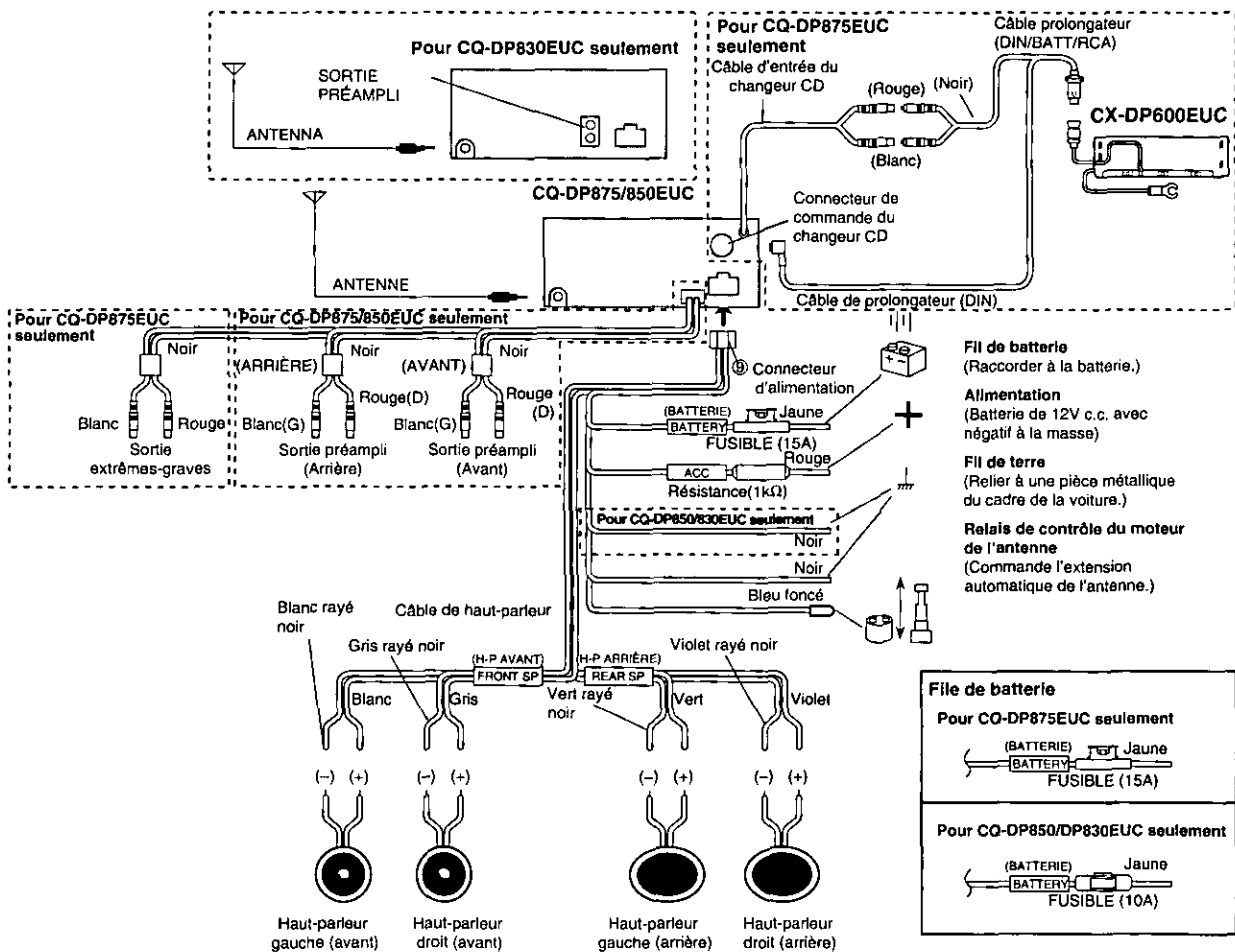 Pour CQ-DP830EUC seulement
SORTIE
PRÉAMPLI
ANTENNA
Pour CQ-DP875EUC
seulement
Câble d'entrée du
changeur CD
(Rouge)
(Noir)
(Blanc)
Câble prolongateur
(DIN/BATT/RCA)
CX-DP600EUC
CQ-DP875/850EUC
ANTENNE
Connecteur de
commande du
changeur CD
Câble de prolongateur (DIN)
Pour CQ-DP875EUC
seulement
Noir
Blanc
Rouge
Sortie
extrêmes-graves
Pour CQ-DP875/850EUC seulement
(ARRIÈRE)
Noir
Rouge(D)
Blanc(G)
Sortie préampli
(Arrière)
(AVANT)
Noir
Rouge
(D)
Blanc(G)
Sortie préampli
(Avant)
⑨ Connecteur
d'alimentation
(BATTERIE)
BATTERY
Jaune
FUSIBLE (15A)
Rouge
ACC
Résistance(1kΩ)
Pour CQ-DP850/830EUC seulement
Noir
Noir
Bleu foncé
+ −
Fil de batterie
(Raccorder à la batterie.)
Alimentation
(Batterie de 12V c.c. avec
négatif à la masse)
Fil de terre
(Relier à une pièce métallique
du cadre de la voiture.)
Relais de contrôle du moteur
de l'antenne
(Commande l'extension
automatique de l'antenne.)
Blanc rayé
noir
Câble de haut-parleur
Gris rayé noir
(H-P AVANT)
FRONT SP
(H-P ARRIÈRE)
REAR SP
Violet rayé noir
Blanc
Gris
Vert rayé
noir
Vert
Violet
(−) (+)
(−) (+)
(−) (+)
(−) (+)
Haut-parleur
gauche (avant)
Haut-parleur
droit (avant)
Haut-parleur
gauche (arrière)
Haut-parleur
droit (arrière)
File de batterie
Pour CQ-DP875EUC seulement
(BATTERIE)
BATTERY
Jaune
FUSIBLE (15A)
Pour CQ-DP850/DP830EUC seulement
(BATTERIE)
BATTERY
Jaune
FUSIBLE (10A)